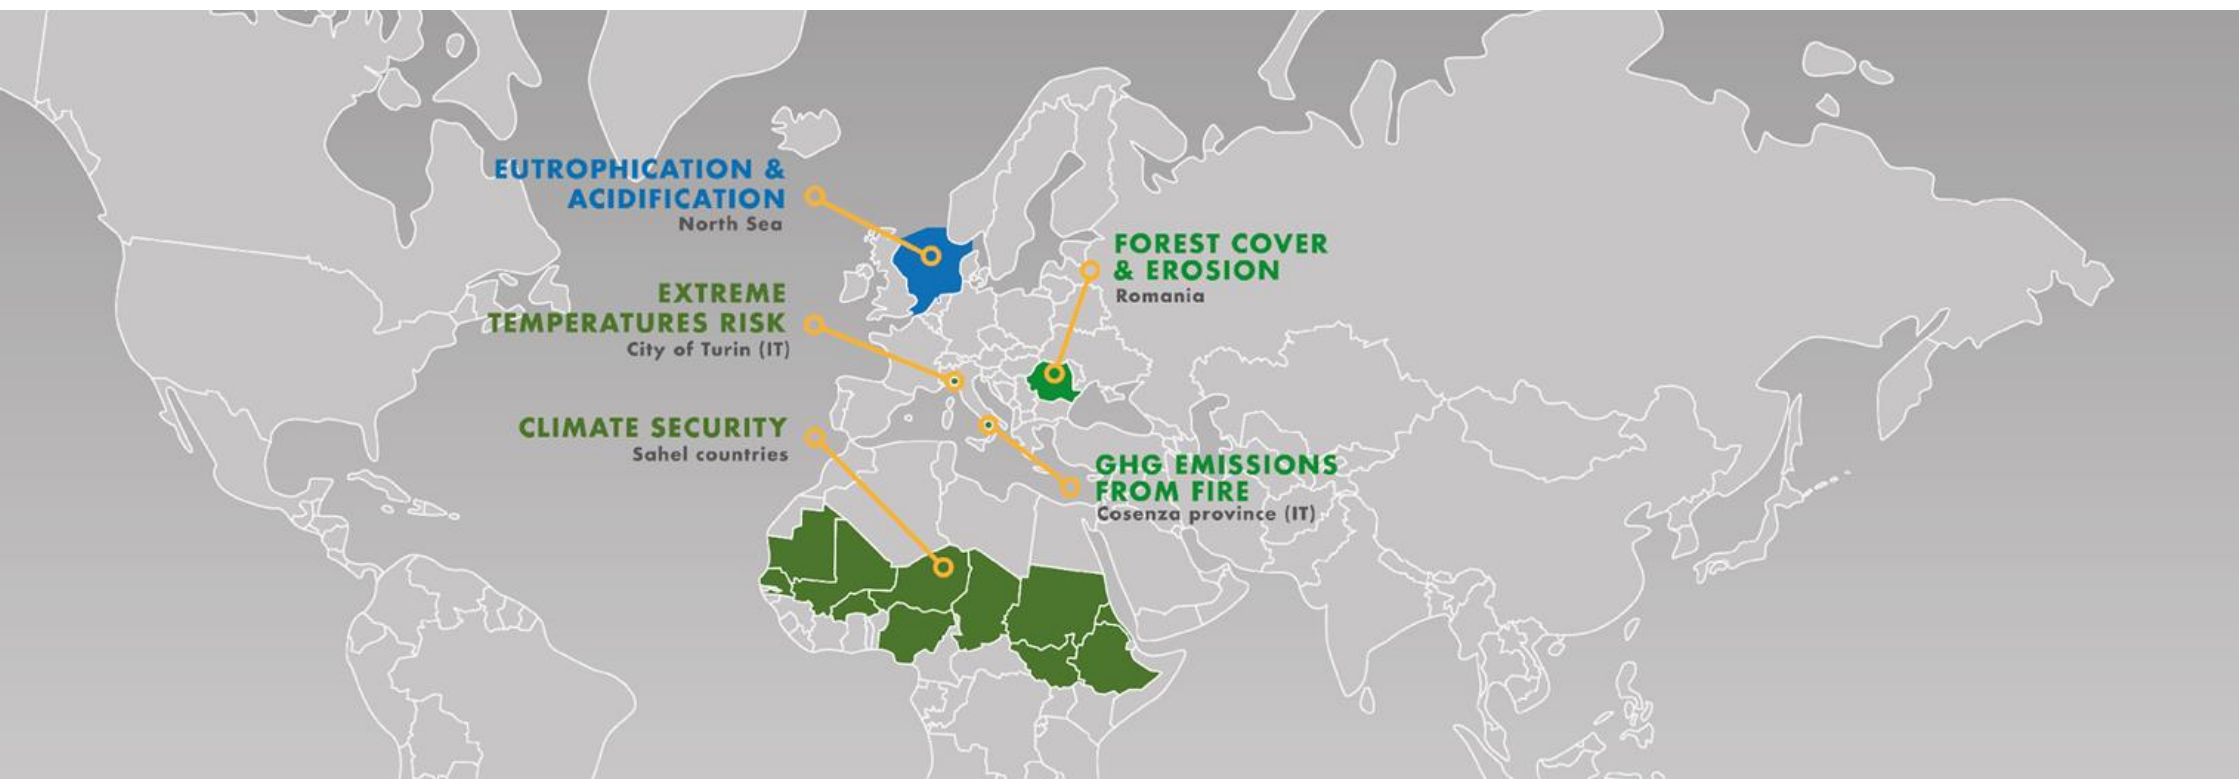 EUTROPHICATION &
ACIDIFICATION
North Sea
EXTREME
TEMPERATURES RISK
City of Turin (IT)
CLIMATE SECURITY
Sahel countries
FOREST COVER
& EROSION
Romania
GHG EMISSIONS
FROM FIRE
Cosenza province (IT)